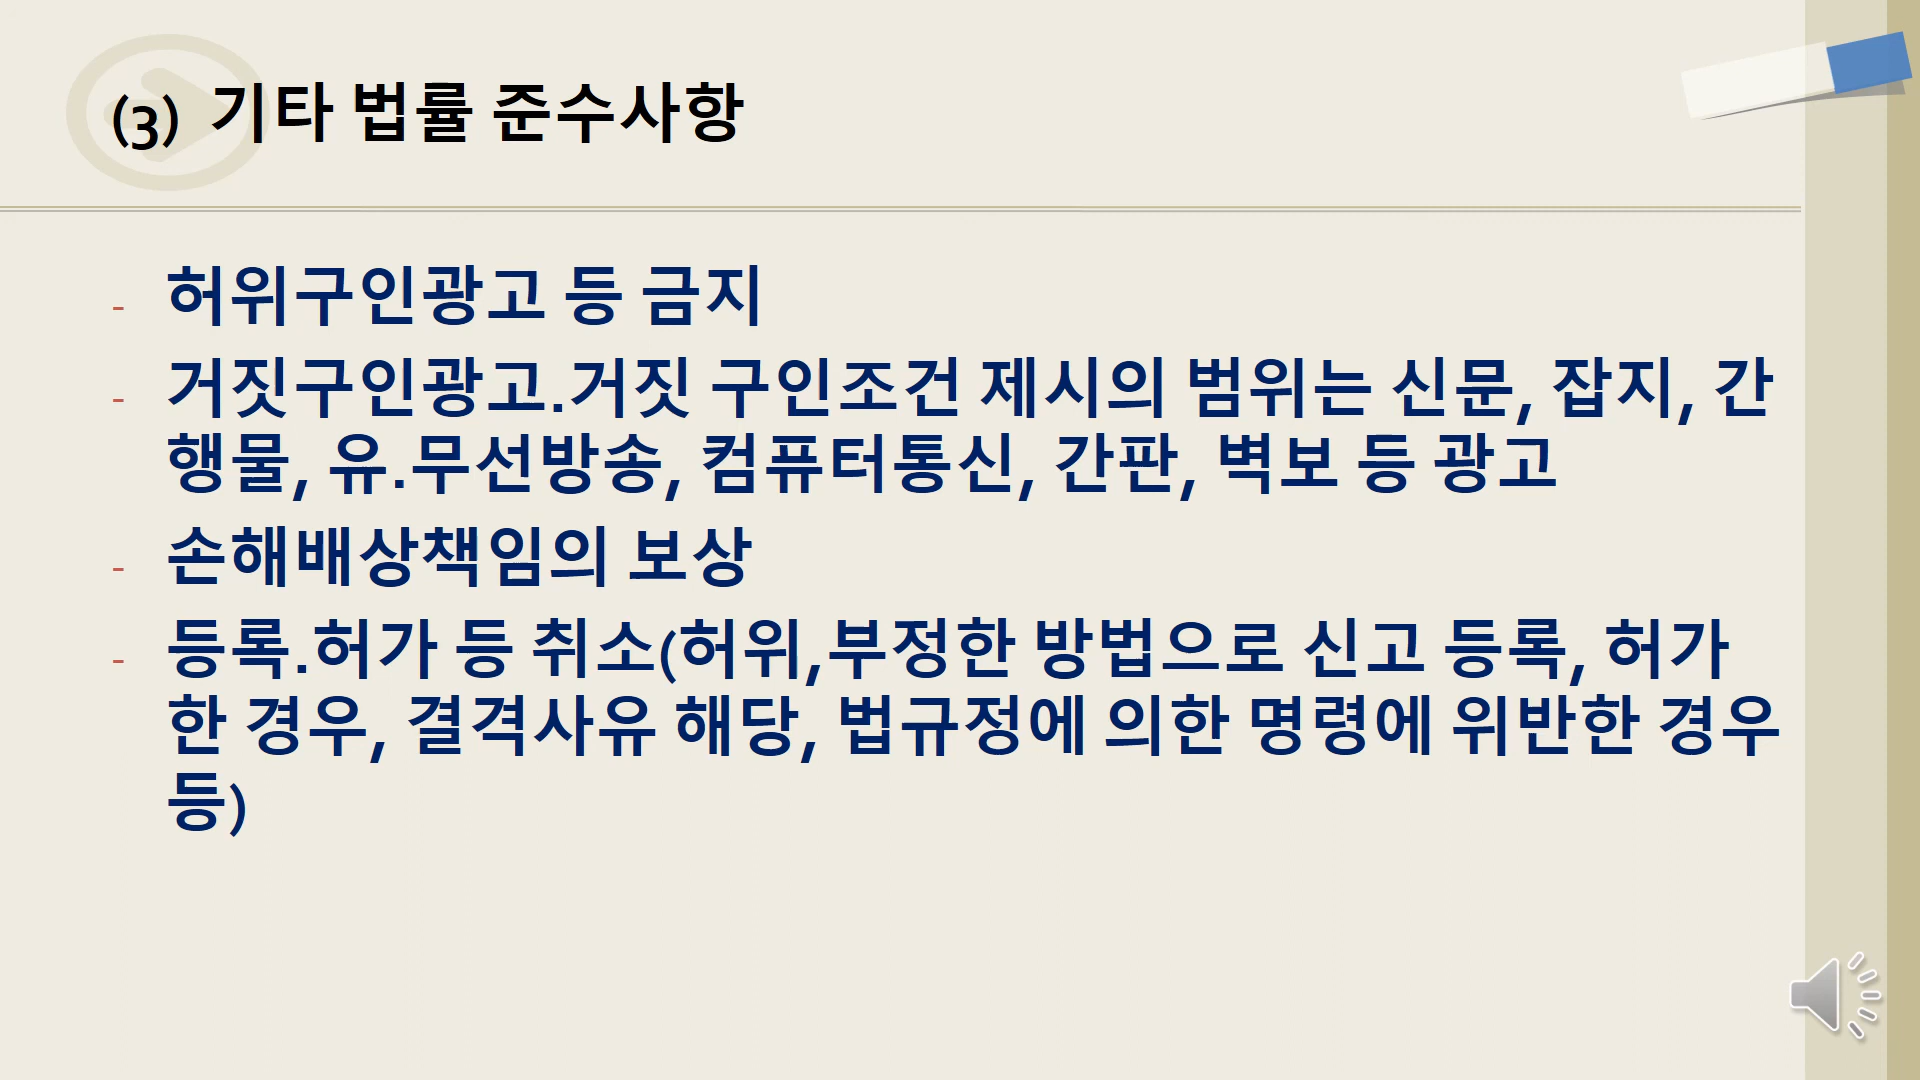 (3) 기타 법률 준수사항
- 허위구인광고 등 금지
- 거짓구인광고.거짓 구인조건 제시의 범위는 신문, 잡지, 간
행물, 유.무선방송, 컴퓨터통신, 간판, 벽보 등 광고
- 손해배상책임의 보상
- 등록.허가 등 취소(허위,부정한 방법으로 신고 등록, 허가
한 경우, 결격사유 해당, 법규정에 의한 명령에 위반한 경우
등)